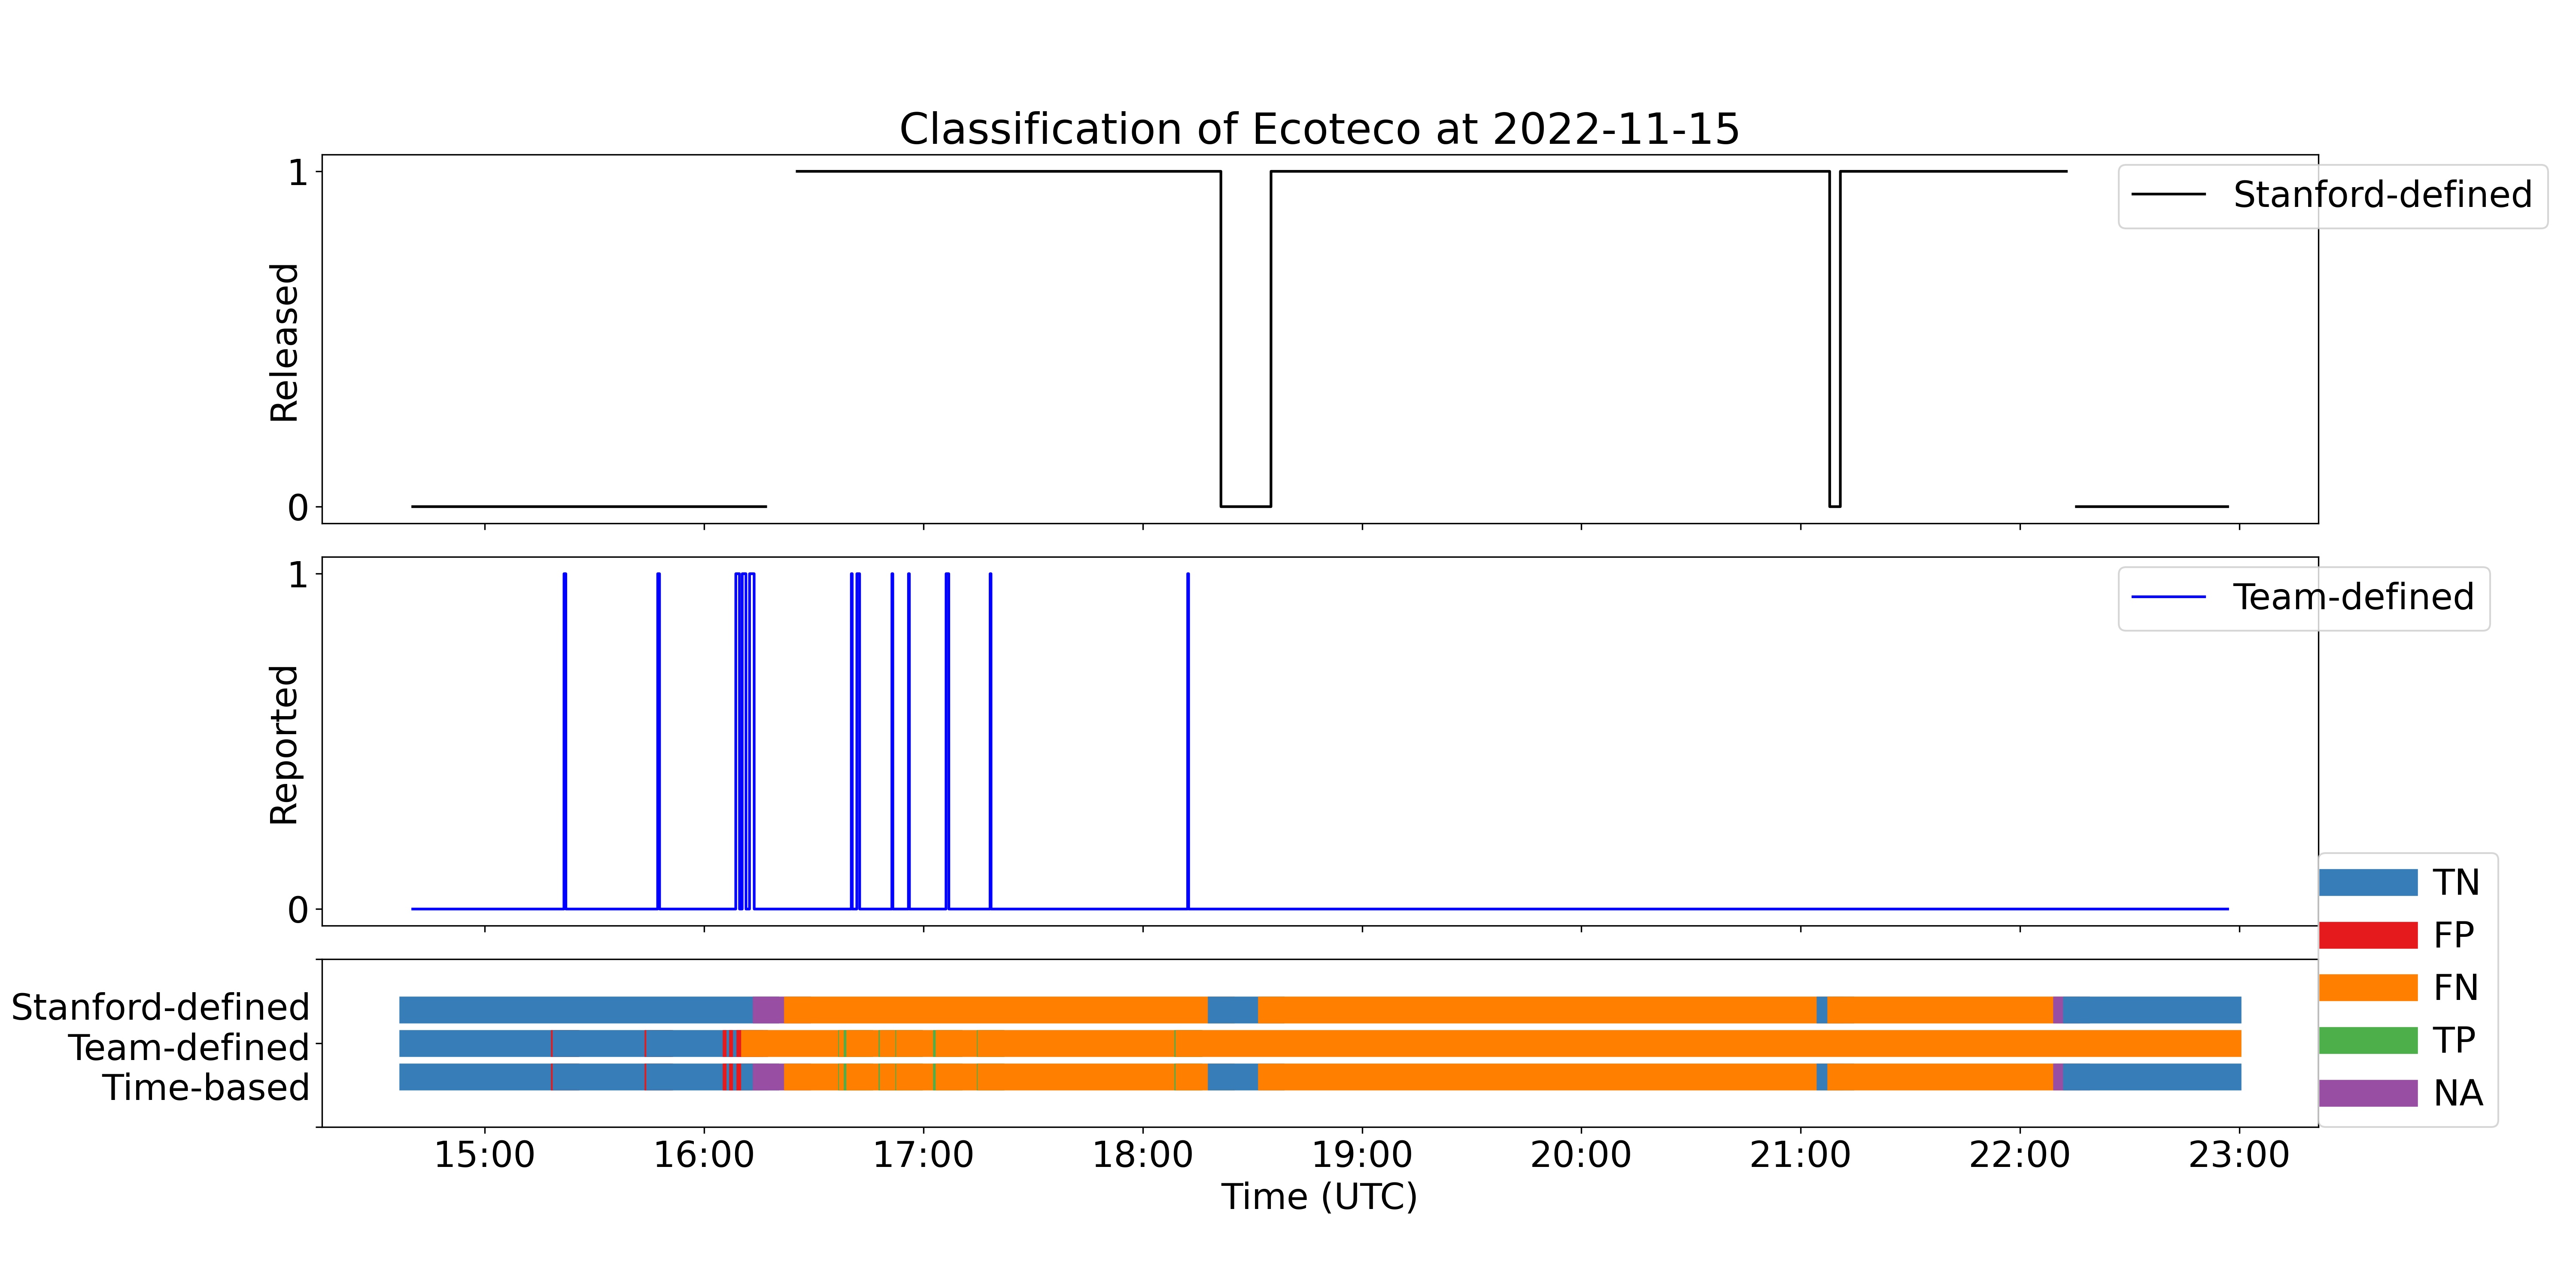 Classification of Ecoteco at 2022-11-15
1
Released
0
Stanford-defined
1
Reported
0
Team-defined
TN
FP
FN
TP
NA
Stanford-defined
Team-defined
Time-based
15:00 16:00 17:00 18:00 19:00 20:00 21:00 22:00 23:00
Time (UTC)